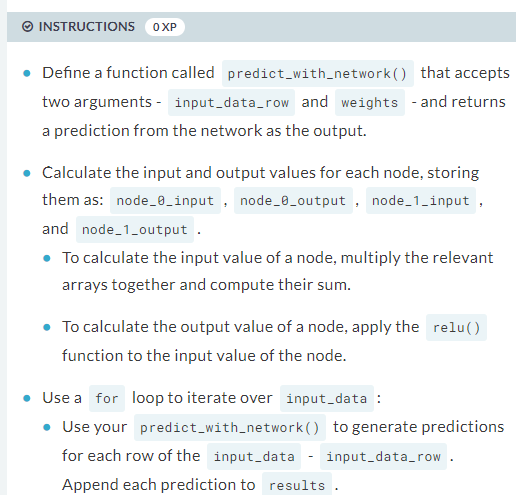 INSTRUCTIONS 0 XP
Define a function called predict_with_network() that accepts
two arguments - input_data_row and weights - and returns
a prediction from the network as the output.
Calculate the input and output values for each node, storing
them as: node_0_input, node_0_output, node_1_input,
and node_1_output.
To calculate the input value of a node, multiply the relevant
arrays together and compute their sum.
To calculate the output value of a node, apply the relu()
function to the input value of the node.
Use a for loop to iterate over input_data:
Use your predict_with_network() to generate predictions
for each row of the input_data - input_data_row.
Append each prediction to results.